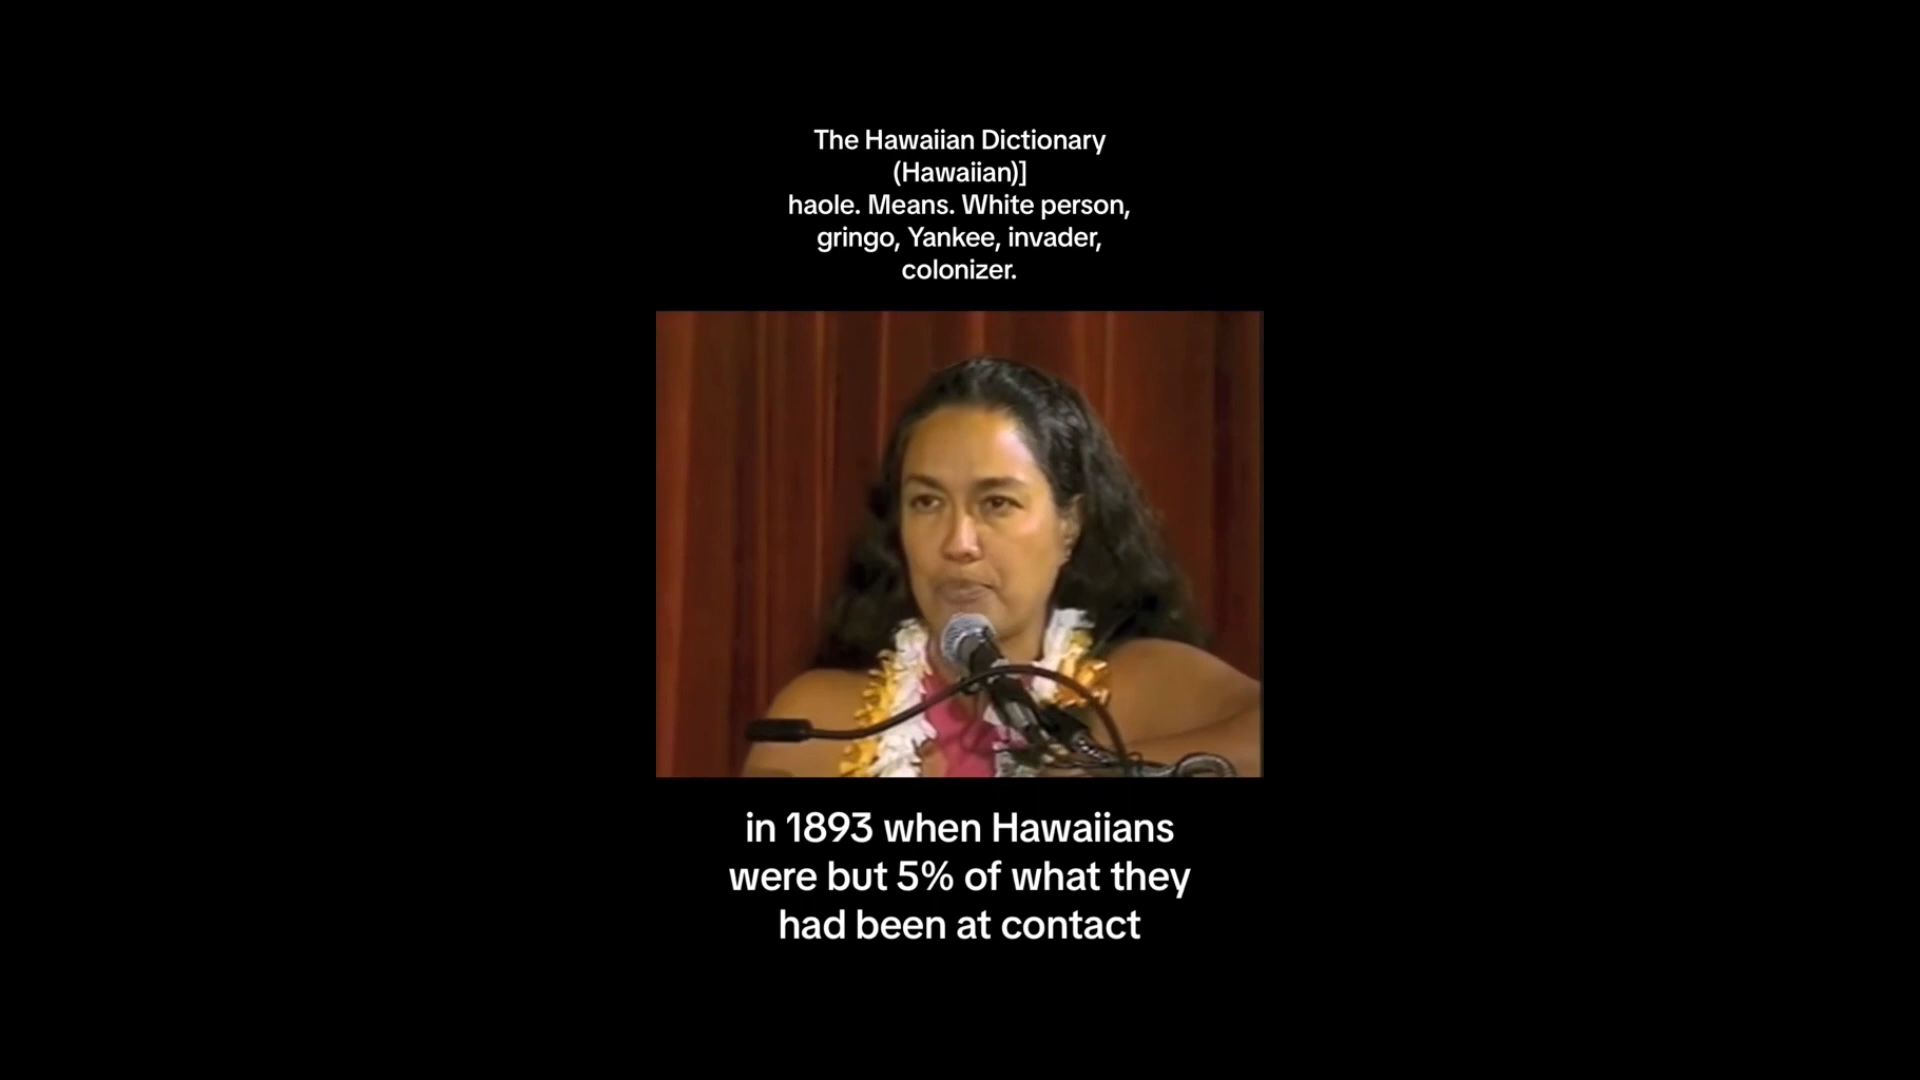 The Hawaiian Dictionary
(Hawaiian)]
haole. Means. White person,
gringo, Yankee, invader,
colonizer.
in 1893 when Hawaiians
were but 5% of what they
had been at contact